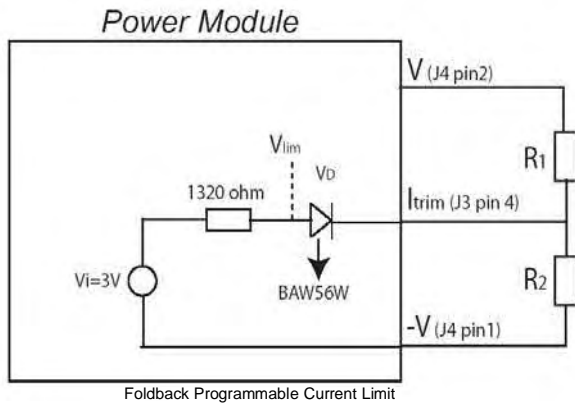 Power Module
V (J4 pin2)
Vlim
VD
R1
1320 ohm
Itrim (J3 pin 4)
Vi=3V
BAW56W
R2
-V (J4 pin1)
Foldback Programmable Current Limit